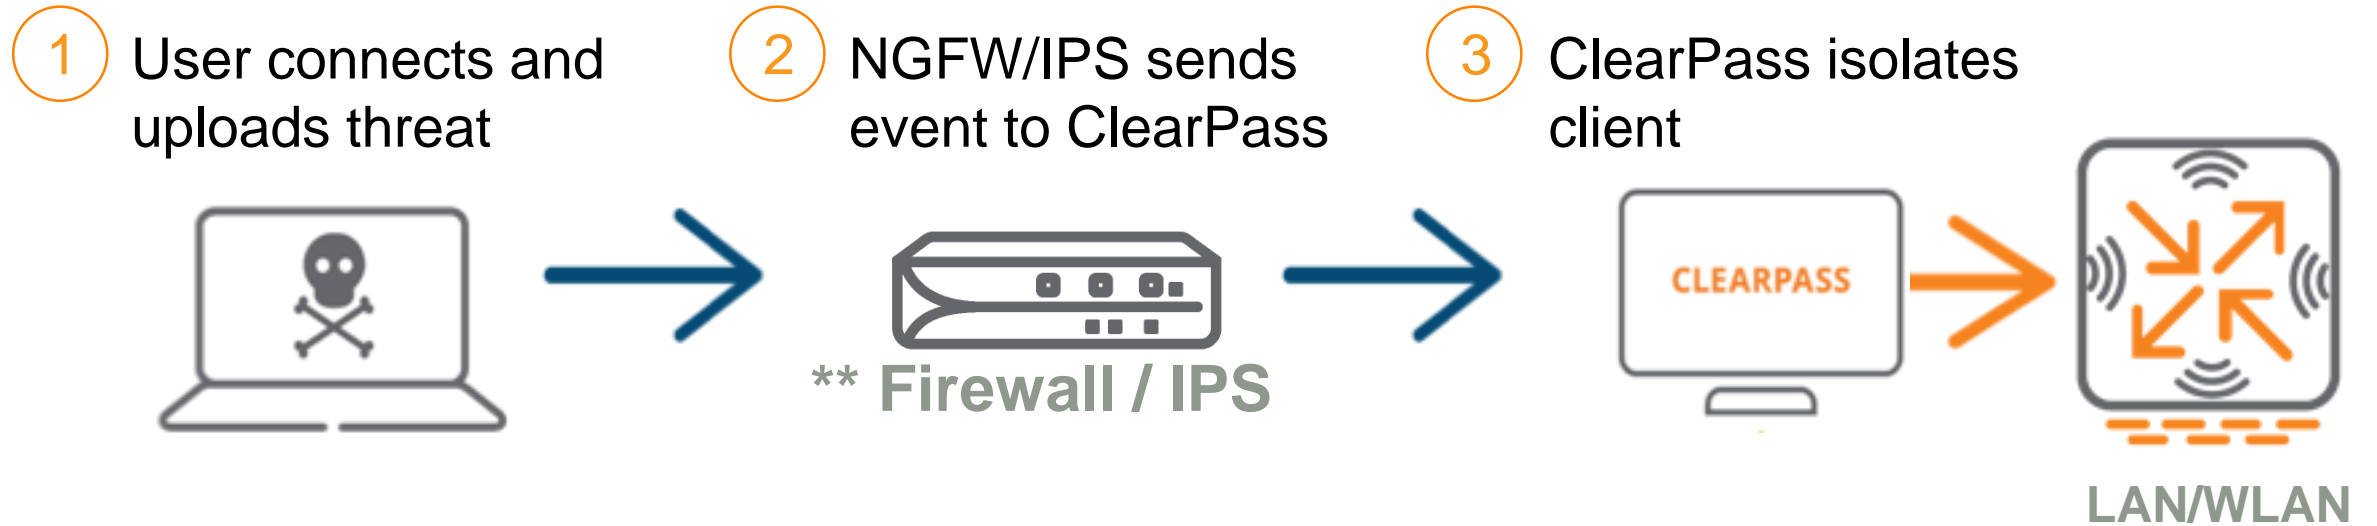 1
User connects and
uploads threat
2
NGFW/IPS sends
event to ClearPass
3
ClearPass isolates
client
** Firewall / IPS
CLEARPASS
LAN/WLAN